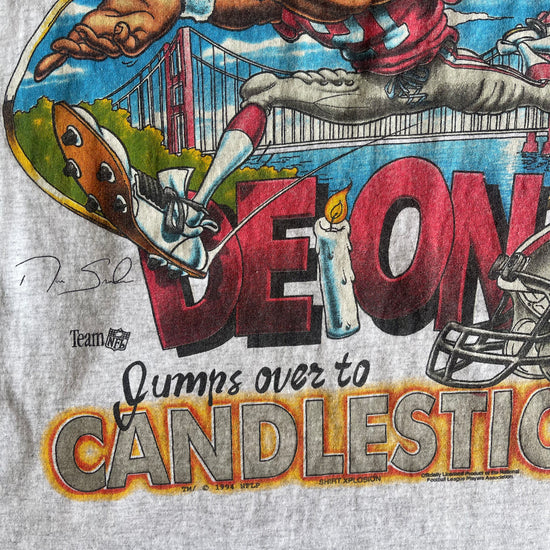 DEION
Team NFL
Jumps over to
CANDLESTIC
TM/ © 1994 NFLP
SHIRT XPLOSION
Officially Licensed Product of the National
Football League Players Association.